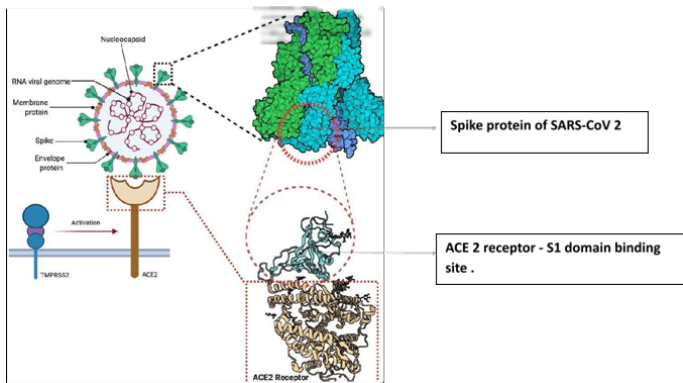 Nucleocapsid
RNA viral genome
Membrane
protein
Spike
Envelope
protein
Activation
TMPRSS2
ACE2
ACE2 Receptor
Spike protein of SARS-CoV 2
ACE 2 receptor - S1 domain binding
site .